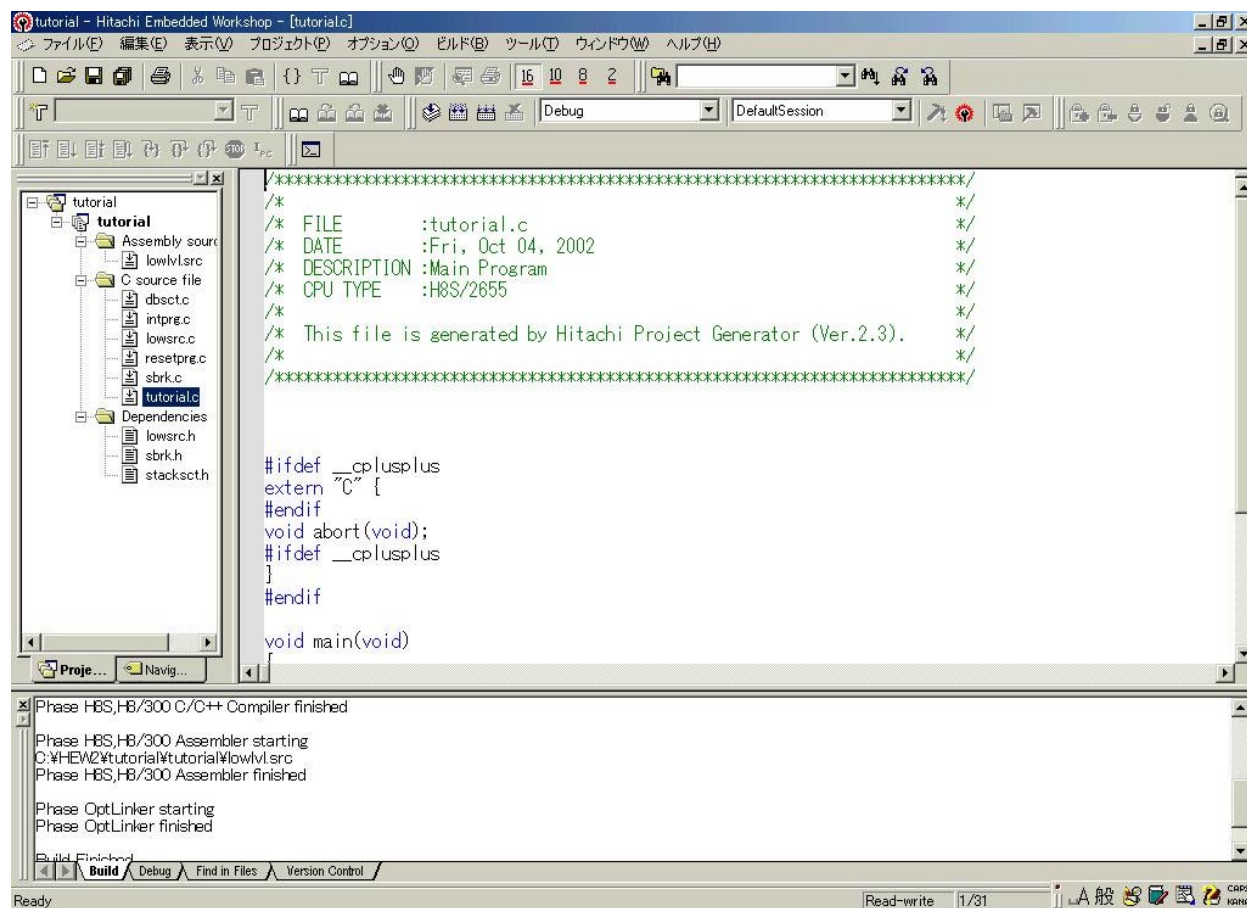 tutorial - Hitachi Embedded Workshop - [tutorial.c]
ファイル(F) 編集(E) 表示(V) プロジェクト(P) オプション(O) ビルド(B) ツール(T) ウィンドウ(W) ヘルプ(H)
16 10 8 2
Debug DefaultSession
STOP PC
tutorial
tutorial
Assembly sourc
lowlvl.src
C source file
dbsct.c
intprg.c
lowsrc.c
resetprg.c
sbrk.c
tutorial.c
Dependencies
lowsrc.h
sbrk.h
stacksct.h
Proje... Navig...
/***********************************************************************/
/* */
/* FILE :tutorial.c */
/* DATE :Fri, Oct 04, 2002 */
/* DESCRIPTION :Main Program */
/* CPU TYPE :H8S/2655 */
/* */
/* This file is generated by Hitachi Project Generator (Ver.2.3). */
/* */
/***********************************************************************/
#ifdef __cplusplus
extern "C" {
#endif
void abort(void);
#ifdef __cplusplus
}
#endif
void main(void)
{
Phase H8S,H8/300 C/C++ Compiler finished
Phase H8S,H8/300 Assembler starting
C:¥HEW2¥tutorial¥tutorial¥lowlvl.src
Phase H8S,H8/300 Assembler finished
Phase OptLinker starting
Phase OptLinker finished
Build Finished
Build Debug Find in Files Version Control
Ready Read-write 1/31 A 般 CAPS
KANA